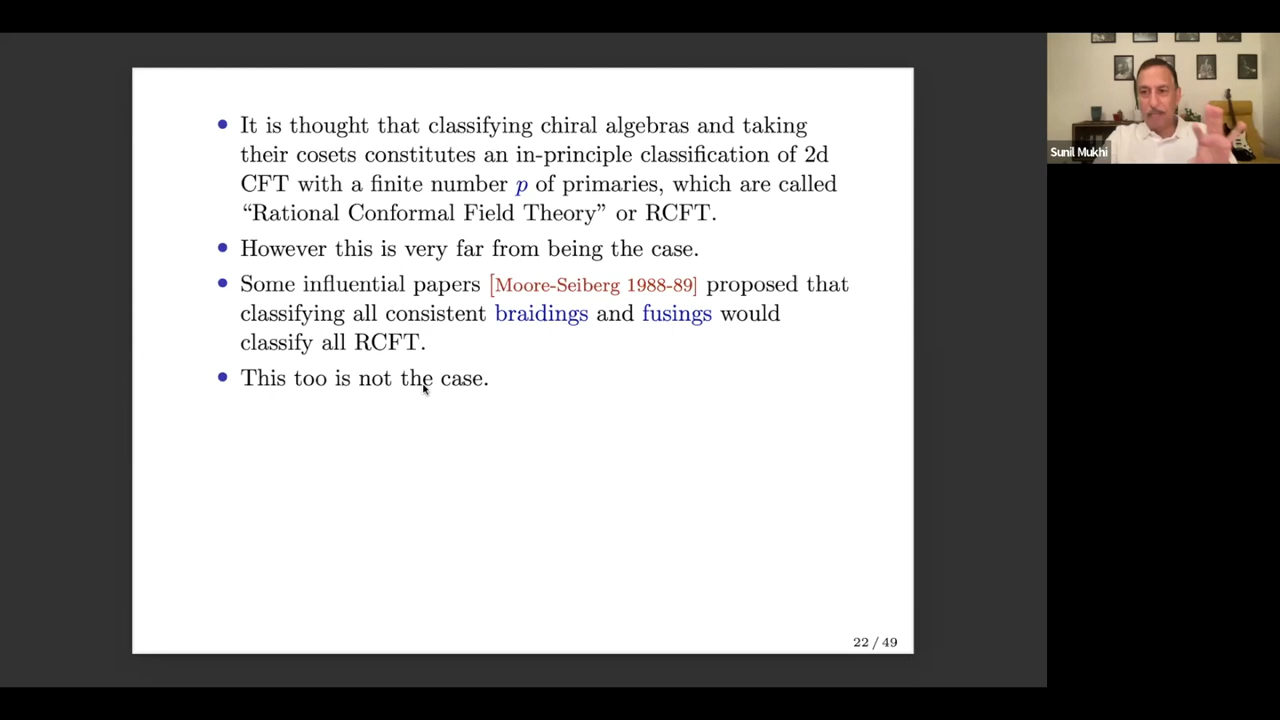 • It is thought that classifying chiral algebras and taking
their cosets constitutes an in-principle classification of 2d
CFT with a finite number p of primaries, which are called
“Rational Conformal Field Theory” or RCFT.
• However this is very far from being the case.
• Some influential papers [Moore-Seiberg 1988-89] proposed that
classifying all consistent braidings and fusings would
classify all RCFT.
• This too is not the case.
22 / 49
Sunil Mukhi